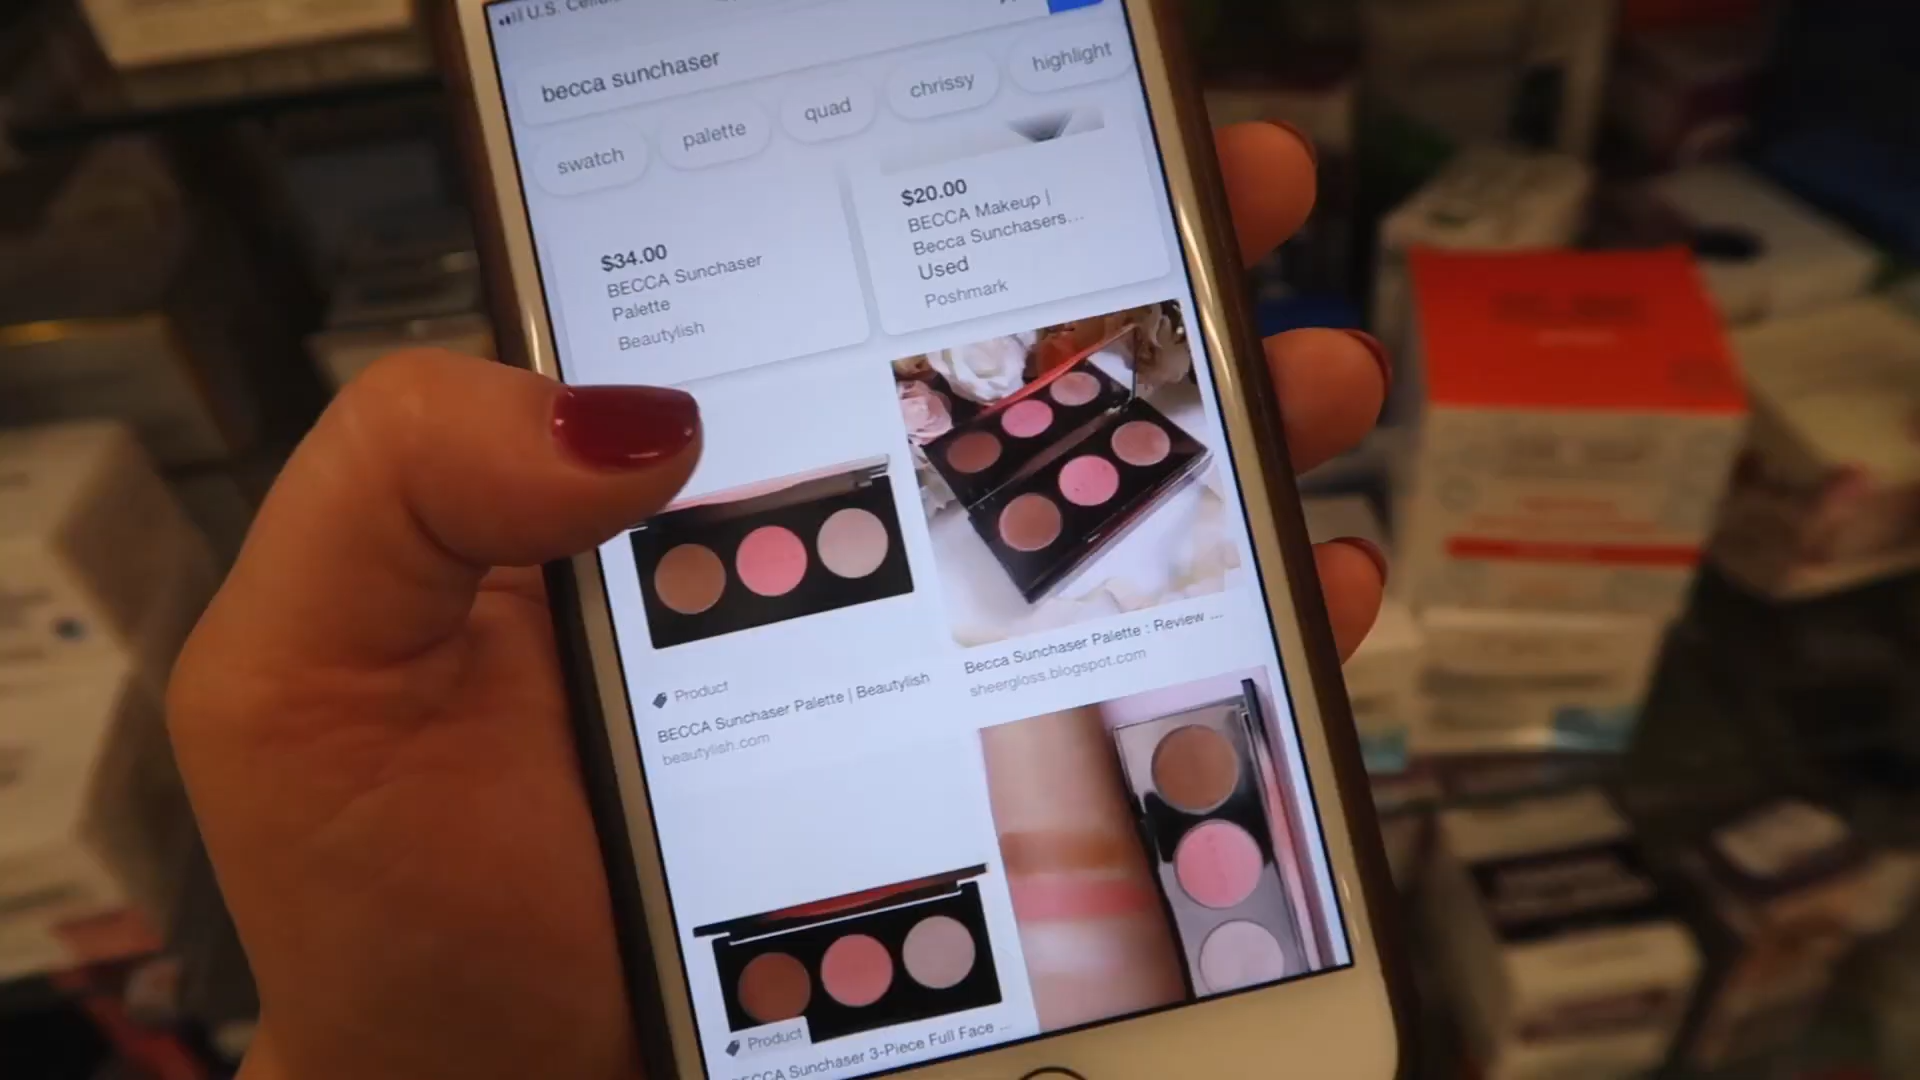 U.S.
becca sunchaser
swatch
palette
quad
chrissy
highlight
$34.00
BECCA Sunchaser
Palette
Beautylish
$20.00
BECCA Makeup |
Becca Sunchasers...
Used
Poshmark
Product
BECCA Sunchaser Palette | Beautylish
beautylish.com
Becca Sunchaser Palette : Review ...
sheergloss.blogspot.com
Product
BECCA Sunchaser 3-Piece Full Face ...